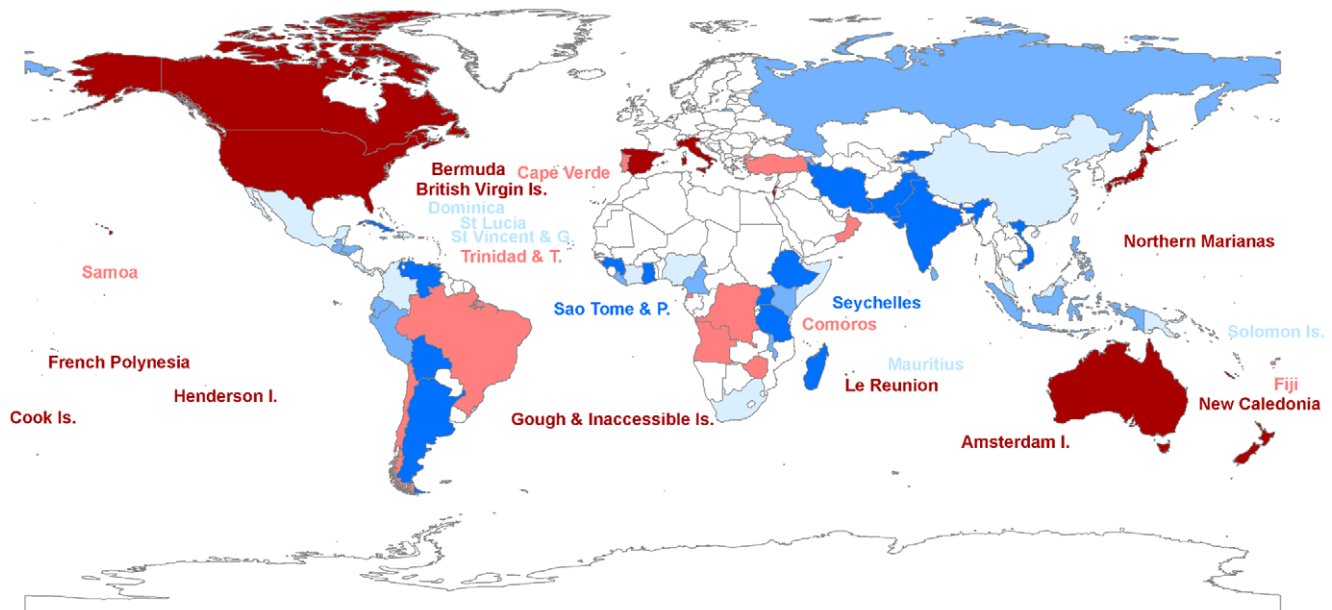 Bermuda
Cape Verde
British Virgin Is.
Dominica
St Lucia
St Vincent & G.
Northern Marianas
Trinidad & T.
Samoa
Sao Tome & P.
Seychelles
Comoros
Solomon Is.
French Polynesia
Mauritius
Le Reunion
Fiji
Henderson I.
New Caledonia
Cook Is.
Gough & Inaccessible Is.
Amsterdam I.